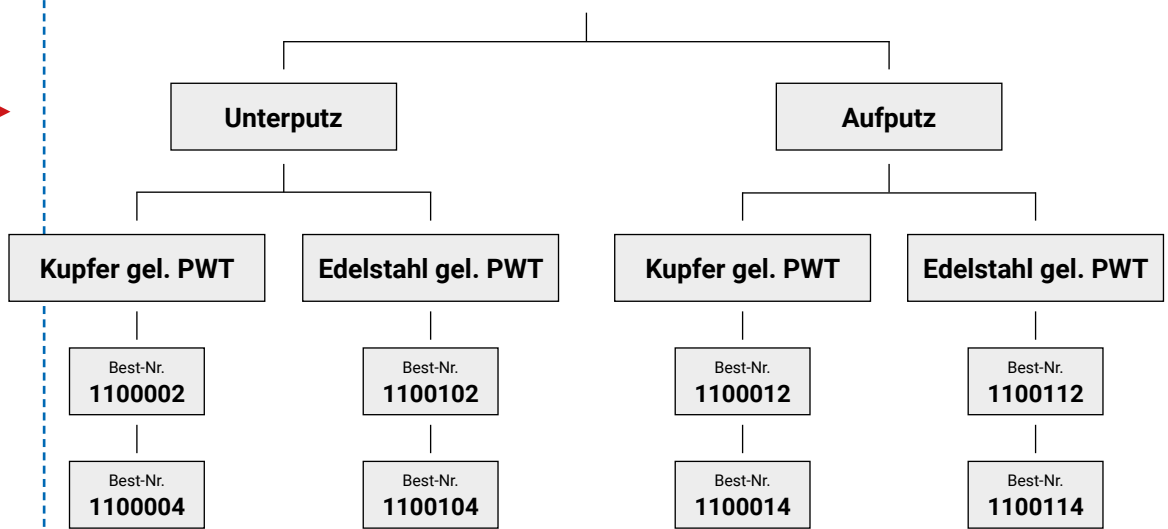 Unterputz
Aufputz
Kupfer gel. PWT
Edelstahl gel. PWT
Kupfer gel. PWT
Edelstahl gel. PWT
Best-Nr.
1100002
Best-Nr.
1100102
Best-Nr.
1100012
Best-Nr.
1100112
Best-Nr.
1100004
Best-Nr.
1100104
Best-Nr.
1100014
Best-Nr.
1100114